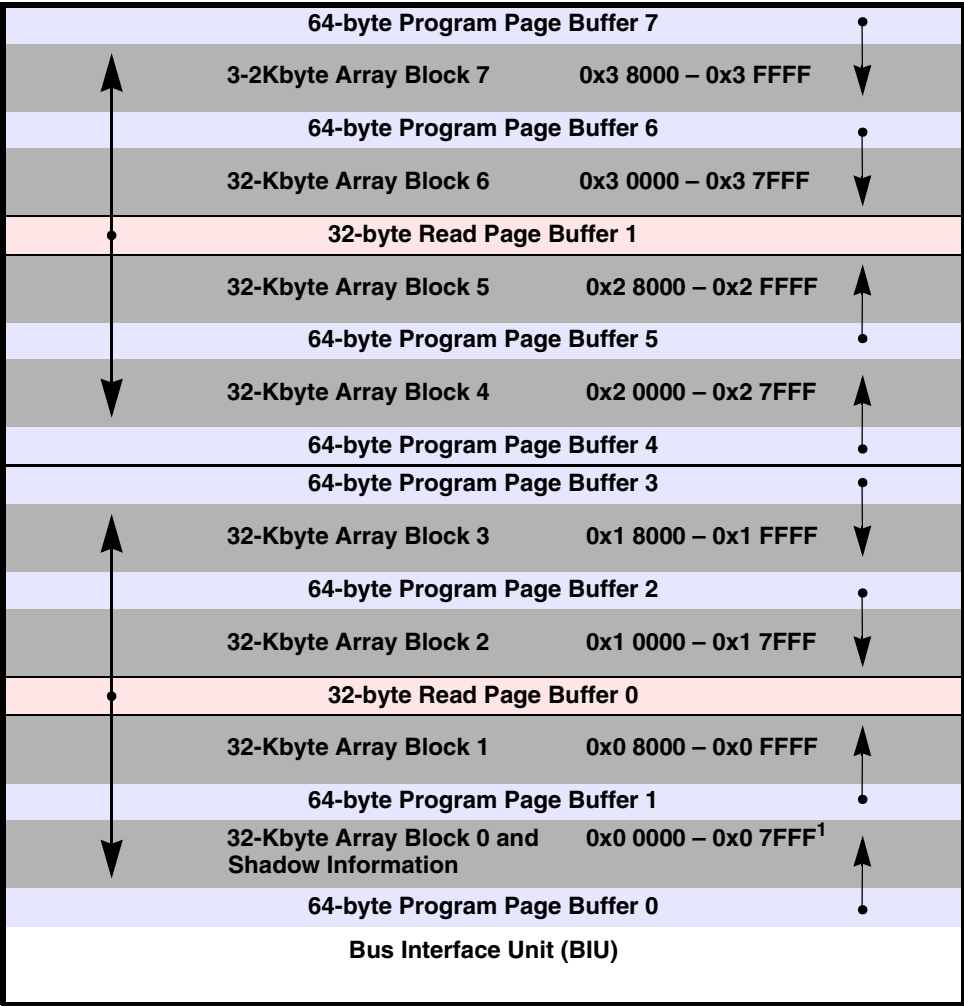 64-byte Program Page Buffer 7
3-2Kbyte Array Block 7 0x3 8000 – 0x3 FFFF
64-byte Program Page Buffer 6
32-Kbyte Array Block 6 0x3 0000 – 0x3 7FFF
32-byte Read Page Buffer 1
32-Kbyte Array Block 5 0x2 8000 – 0x2 FFFF
64-byte Program Page Buffer 5
32-Kbyte Array Block 4 0x2 0000 – 0x2 7FFF
64-byte Program Page Buffer 4
64-byte Program Page Buffer 3
32-Kbyte Array Block 3 0x1 8000 – 0x1 FFFF
64-byte Program Page Buffer 2
32-Kbyte Array Block 2 0x1 0000 – 0x1 7FFF
32-byte Read Page Buffer 0
32-Kbyte Array Block 1 0x0 8000 – 0x0 FFFF
64-byte Program Page Buffer 1
32-Kbyte Array Block 0 and 0x0 0000 – 0x0 7FFF1
Shadow Information
64-byte Program Page Buffer 0
Bus Interface Unit (BIU)